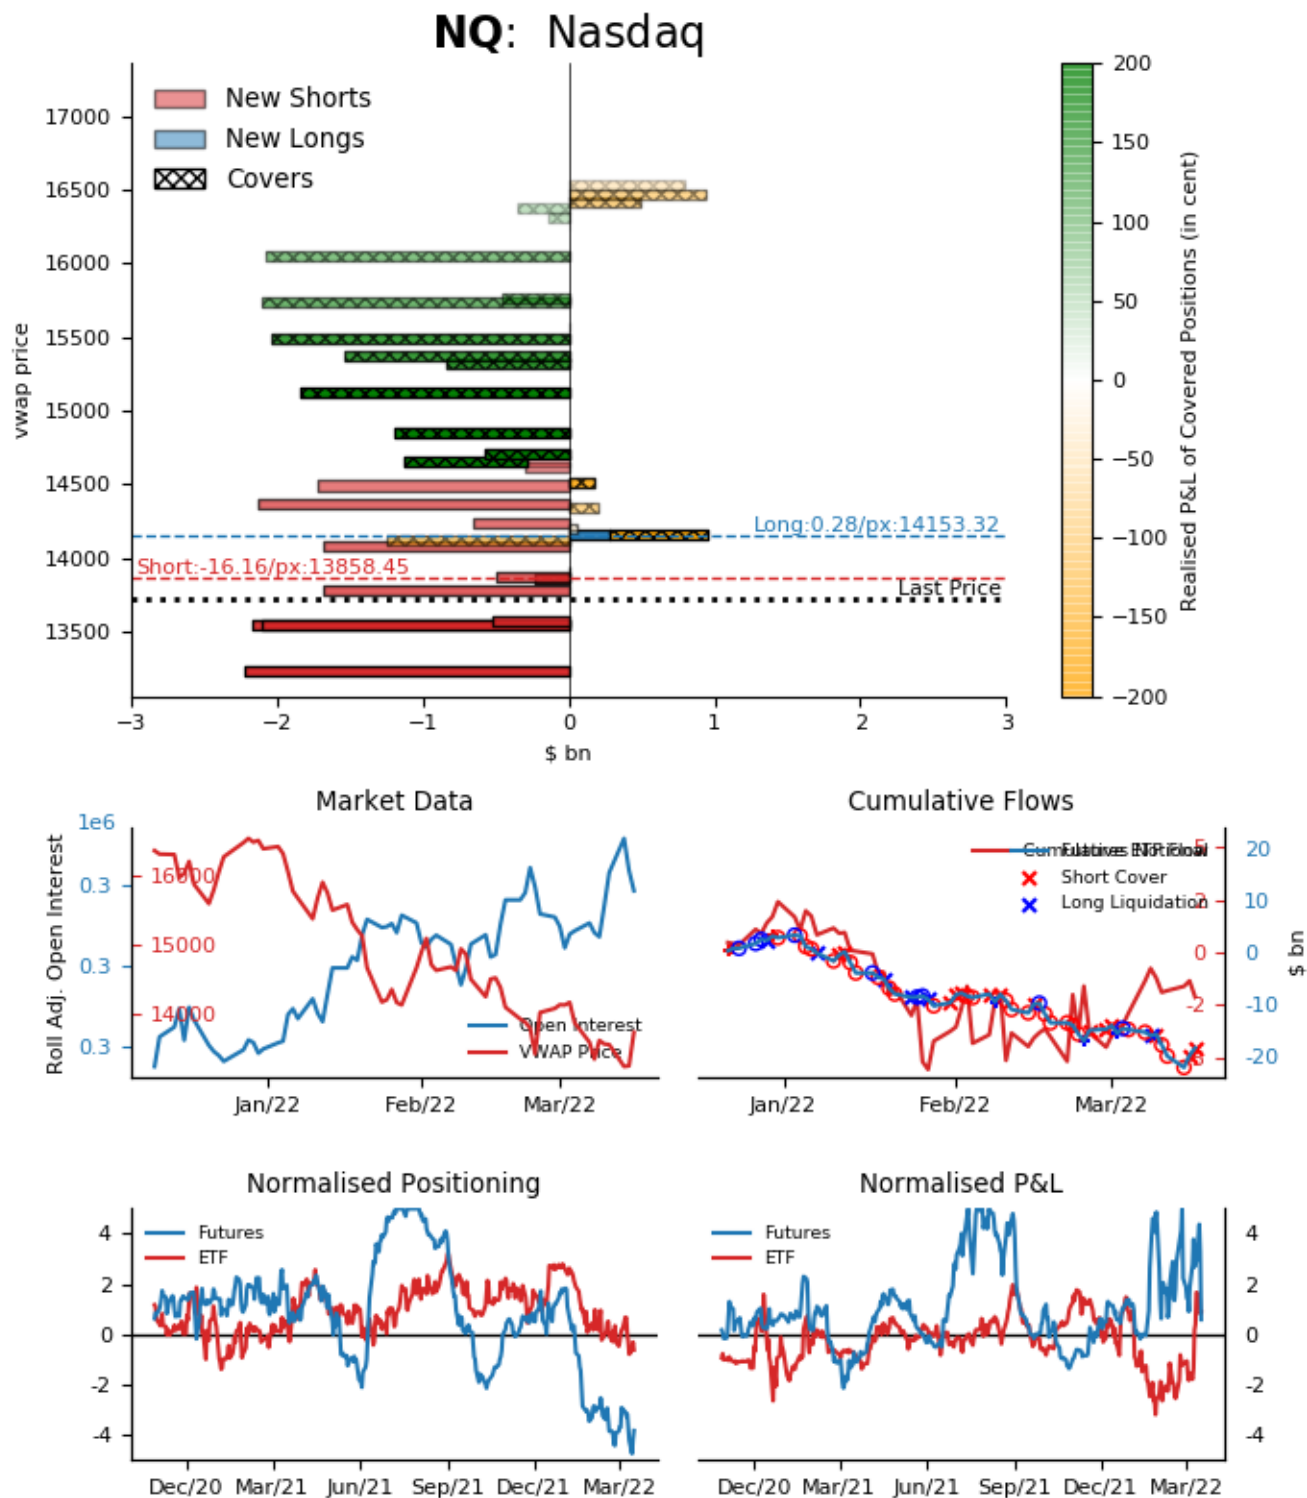 NQ: Nasdaq
New Shorts
New Longs
Covers
17000
16500
16000
15500
15000
14500
14000
13500
vwap price
Long:0.28/px:14153.32
Short:-16.16/px:13858.45
Last Price
−3
−2
−1
0
1
2
3
$ bn
200
150
100
50
0
−50
−100
−150
−200
Realised P&L of Covered Positions (in cent)
Market Data
1e6
0.3
0.3
0.3
Roll Adj. Open Interest
16000
15000
14000
Open Interest
VWAP Price
Jan/22
Feb/22
Mar/22
Cumulative Flows
Short Cover
Long Liquidation
5
2
0
-2
20
10
0
-10
-20
$ bn
Jan/22
Feb/22
Mar/22
Normalised Positioning
Futures
ETF
4
2
0
-2
-4
Dec/20
Mar/21
Jun/21
Sep/21
Dec/21
Mar/22
Normalised P&L
Futures
ETF
4
2
0
-2
-4
Dec/20
Mar/21
Jun/21
Sep/21
Dec/21
Mar/22